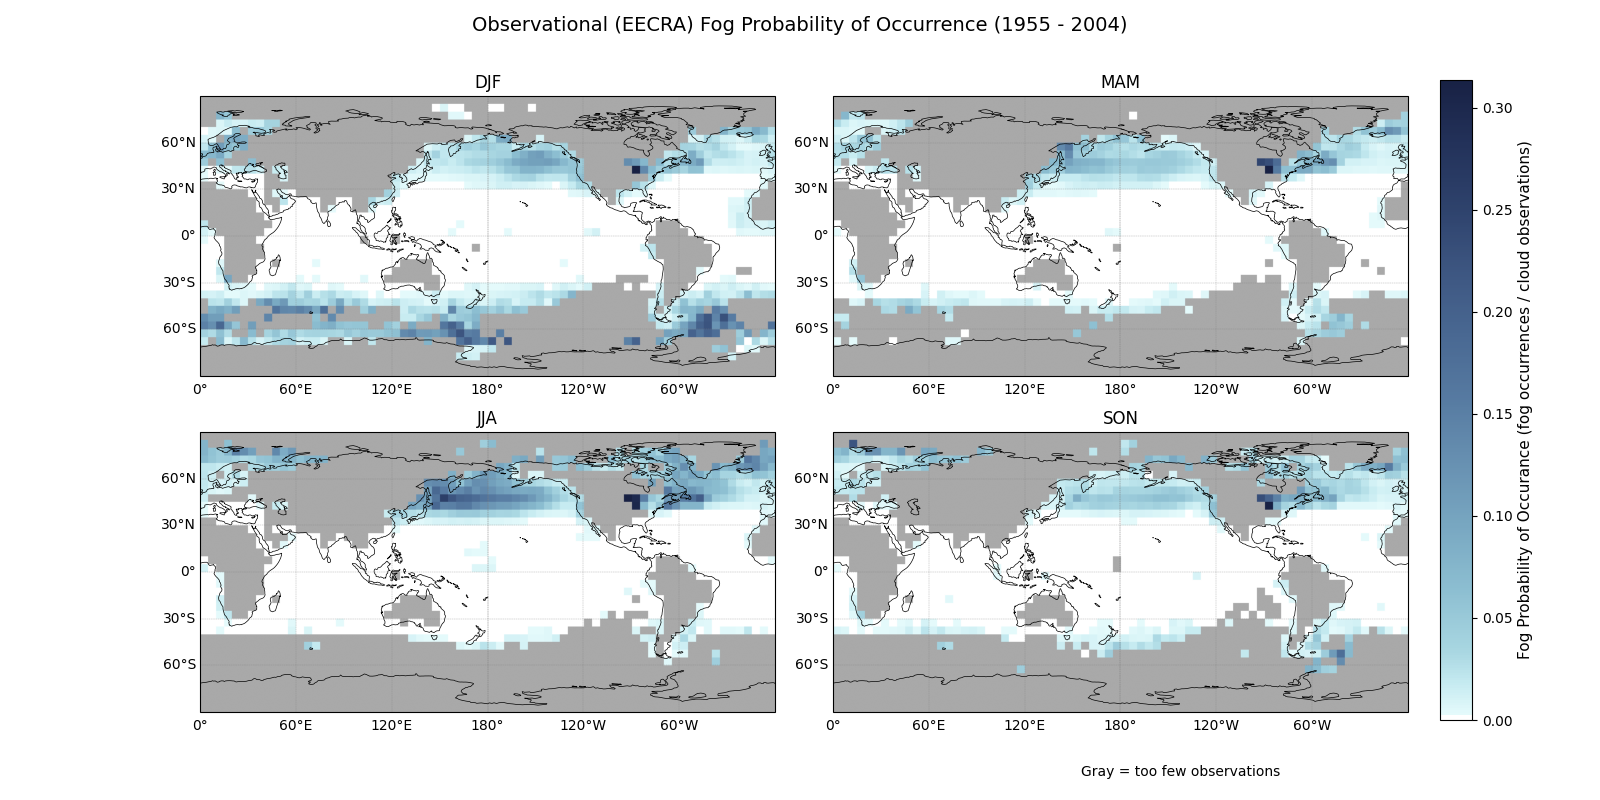 Observational (EECRA) Fog Probability of Occurrence (1955 - 2004)
DJF
60°N
30°N
0°
30°S
60°S
0° 60°E 120°E 180° 120°W 60°W
MAM
60°N
30°N
0°
30°S
60°S
0° 60°E 120°E 180° 120°W 60°W
JJA
60°N
30°N
0°
30°S
60°S
0° 60°E 120°E 180° 120°W 60°W
SON
60°N
30°N
0°
30°S
60°S
0° 60°E 120°E 180° 120°W 60°W
0.30
0.25
0.20
0.15
0.10
0.05
0.00
Fog Probability of Occurance (fog occurrences / cloud observations)
Gray = too few observations